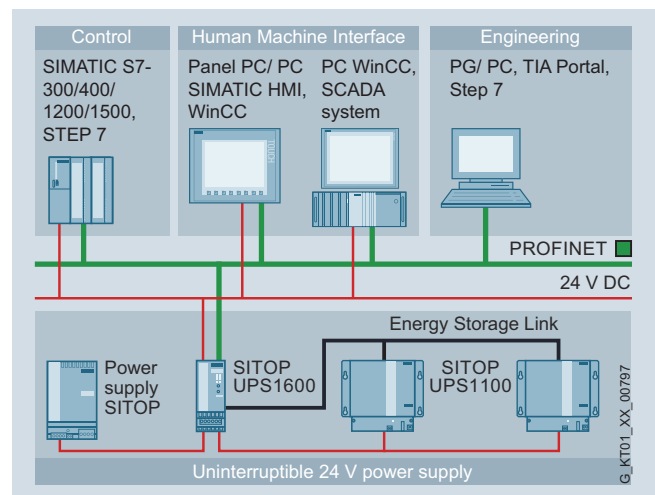 Control
Human Machine Interface
Engineering
SIMATIC S7-
300/400/
1200/1500,
STEP 7
Panel PC/ PC
SIMATIC HMI,
WinCC
PC WinCC,
SCADA
system
PG/ PC, TIA Portal,
Step 7
TOUCH
PROFINET
24 V DC
Energy Storage Link
Power
supply
SITOP
SITOP
UPS1600
SITOP
UPS1100
Uninterruptible 24 V power supply
G_KT01_XX_00797